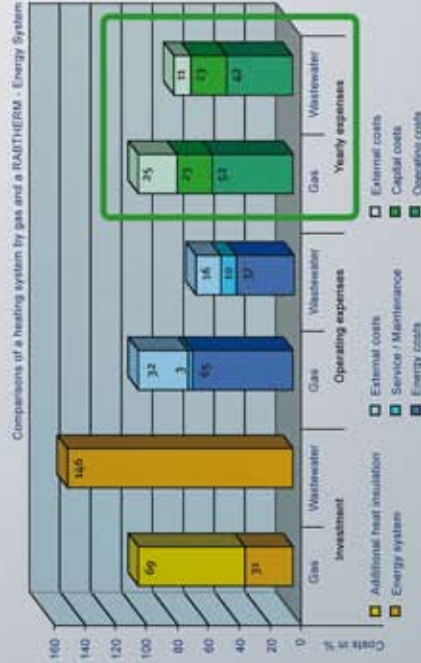 Comparisons of a heating system by gas and a RABTHERM - Energy System
Costs in %
160
140
120
100
80
60
40
20
0
69
31
146
32
3
65
16
10
37
25
23
52
11
23
42
Gas
Wastewater
Gas
Wastewater
Gas
Wastewater
Investment
Operating expenses
Yearly expenses
Additional heat insulation
Energy system
External costs
Service / Maintenance
Energy costs
External costs
Capital costs
Operating costs